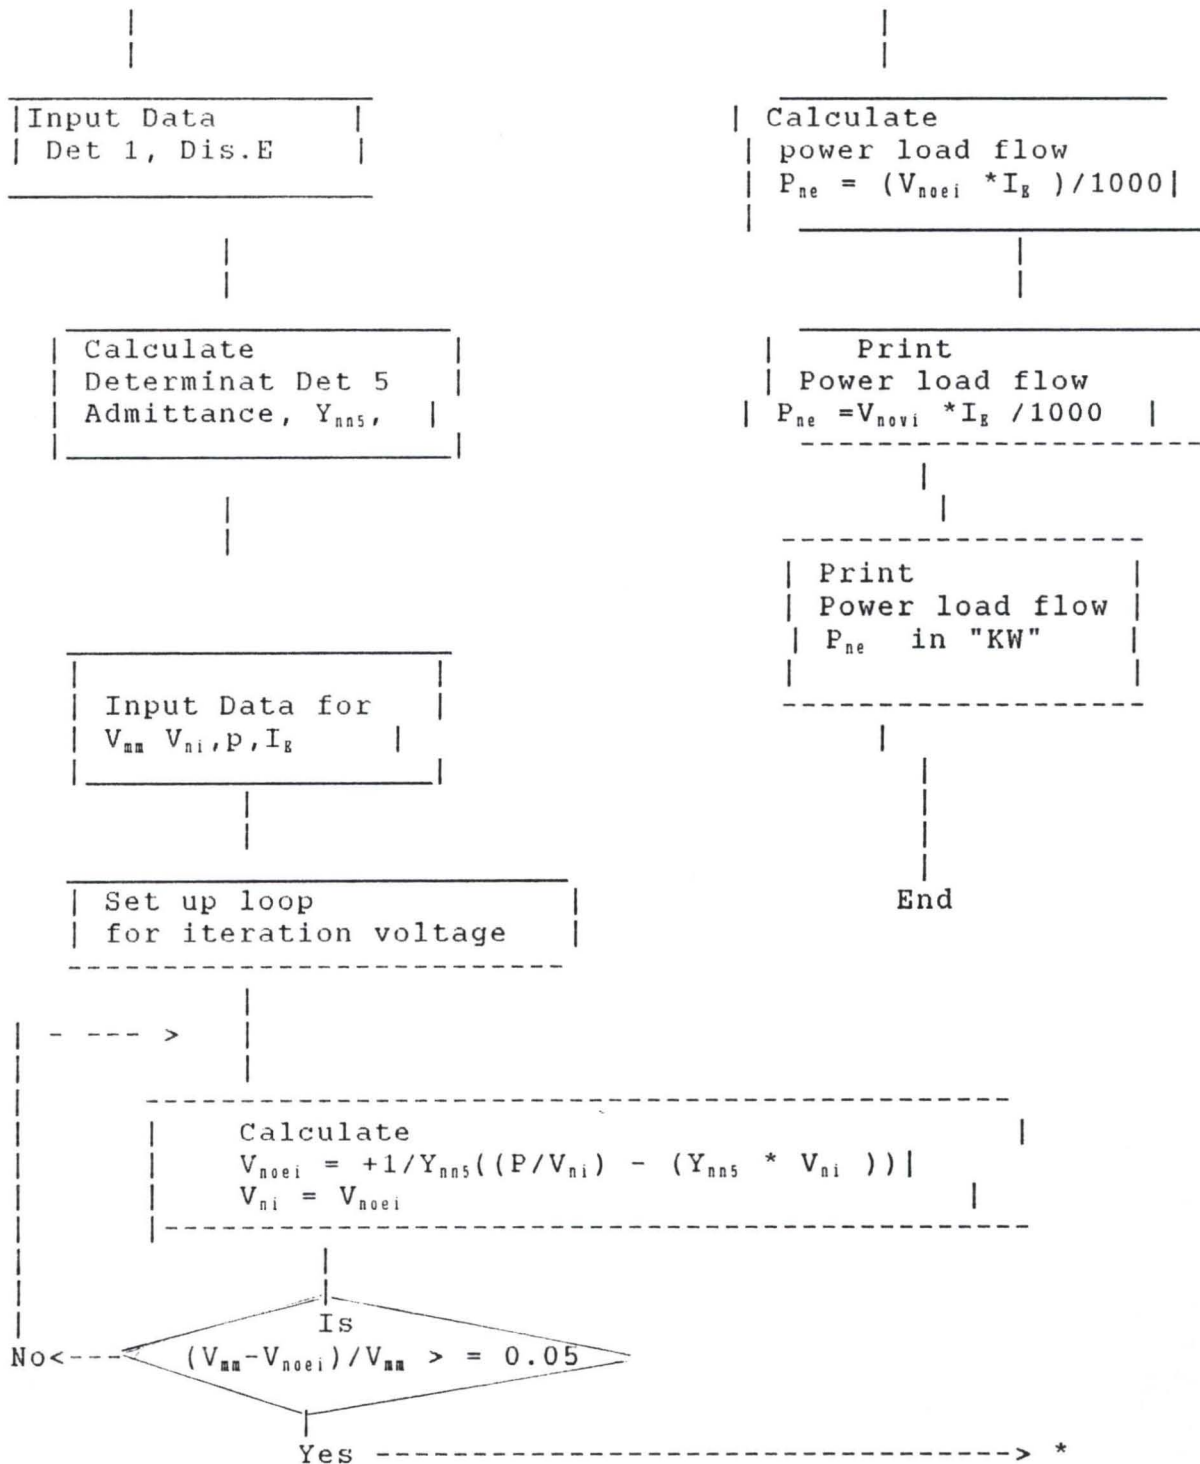 Input Data
Det 1, Dis.E
Calculate
Determinat Det 5
Admittance, Yₙₙ₅,
Input Data for
Vₘₘ Vₙᵢ,p,I_E
Set up loop
for iteration voltage
- --- >
Calculate
Vₙₒₑᵢ = +1/Yₙₙ₅((P/Vₙᵢ) - (Yₙₙ₅ * Vₙᵢ ))
Vₙᵢ = Vₙₒₑᵢ
Is
(Vₘₘ-Vₙₒₑᵢ)/Vₘₘ > = 0.05
No<---
Yes ----------------------------------> *
Calculate
power load flow
Pₙₑ = (Vₙₒₑᵢ *I_E )/1000
Print
Power load flow
Pₙₑ =Vₙₒᵥᵢ *I_E /1000
Print
Power load flow
Pₙₑ in "KW"
End